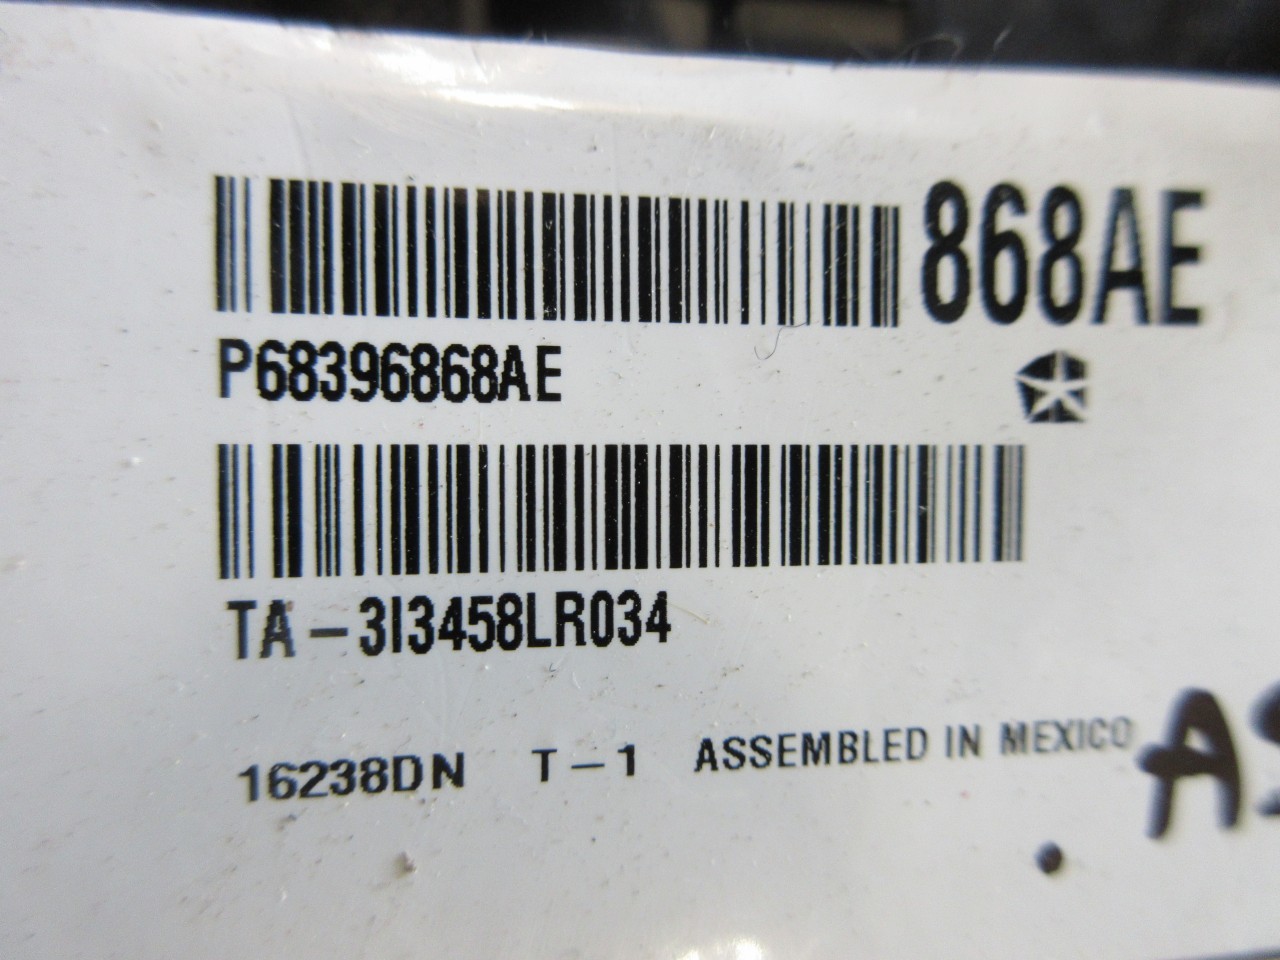 868AE
P68396868AE
TA-3I3458LR034
16238DN T-1 ASSEMBLED IN MEXICO